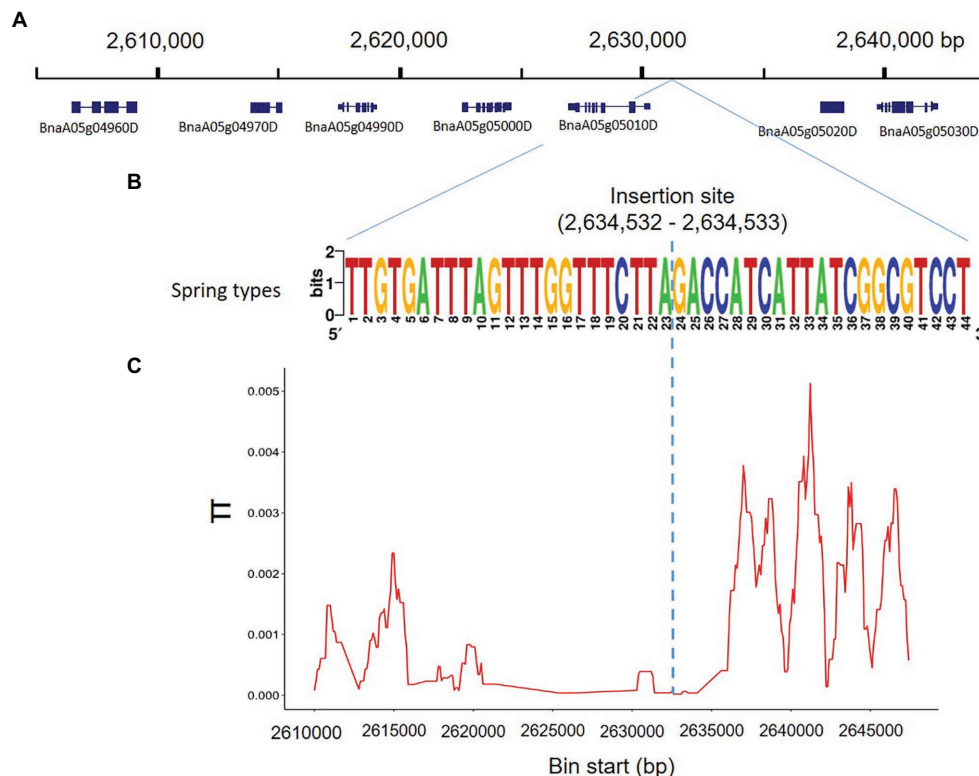 A
2,610,000 2,620,000 2,630,000 2,640,000 bp
BnaA05g04960D BnaA05g04970D BnaA05g04990D BnaA05g05000D BnaA05g05010D BnaA05g05020D BnaA05g05030D
B
Insertion site
(2,634,532 - 2,634,533)
Spring types
bits
2
1
0
TTGTGATTTAGTTTGGTTTCTTAGACCATCATTATCGGCGTCCT
1 2 3 4 5 6 7 8 9 10 11 12 13 14 15 16 17 18 19 20 21 22 23 24 25 26 27 28 29 30 31 32 33 34 35 36 37 38 39 40 41 42 43 44
5′
C
0.005
0.004
0.003
0.002
0.001
0.000
π
2610000 2615000 2620000 2625000 2630000 2635000 2640000 2645000
Bin start (bp)